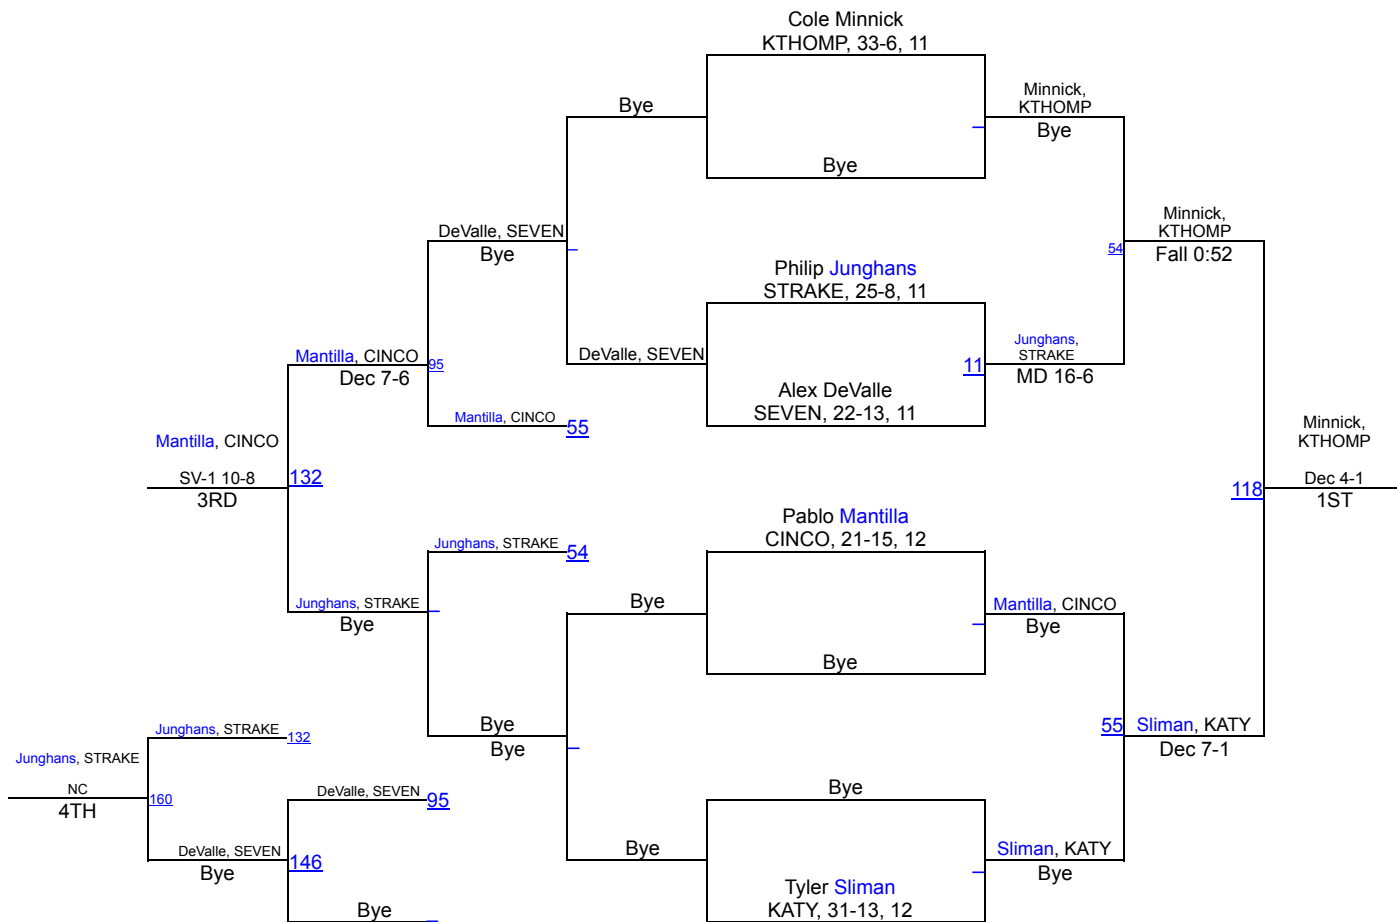 Cole Minnick
KTHOMP, 33-6, 11
Minnick,
KTHOMP
Bye
Bye
Bye
Minnick,
KTHOMP
Fall 0:52
DeValle, SEVEN
Bye
54
Philip Junghans
STRAKE, 25-8, 11
Mantilla, CINCO
Dec 7-6
95
DeValle, SEVEN
11
Junghans,
STRAKE
MD 16-6
Alex DeValle
SEVEN, 22-13, 11
Mantilla, CINCO
55
Mantilla, CINCO
SV-1 10-8
3RD
132
Minnick,
KTHOMP
Dec 4-1
1ST
118
Pablo Mantilla
CINCO, 21-15, 12
Junghans, STRAKE
54
Junghans, STRAKE
Bye
Bye
Mantilla, CINCO
Bye
Bye
Bye
Bye
55
Sliman, KATY
Dec 7-1
Junghans, STRAKE
132
Junghans, STRAKE
NC
4TH
160
DeValle, SEVEN
95
Bye
DeValle, SEVEN
Bye
146
Bye
Sliman, KATY
Bye
Tyler Sliman
KATY, 31-13, 12
Bye